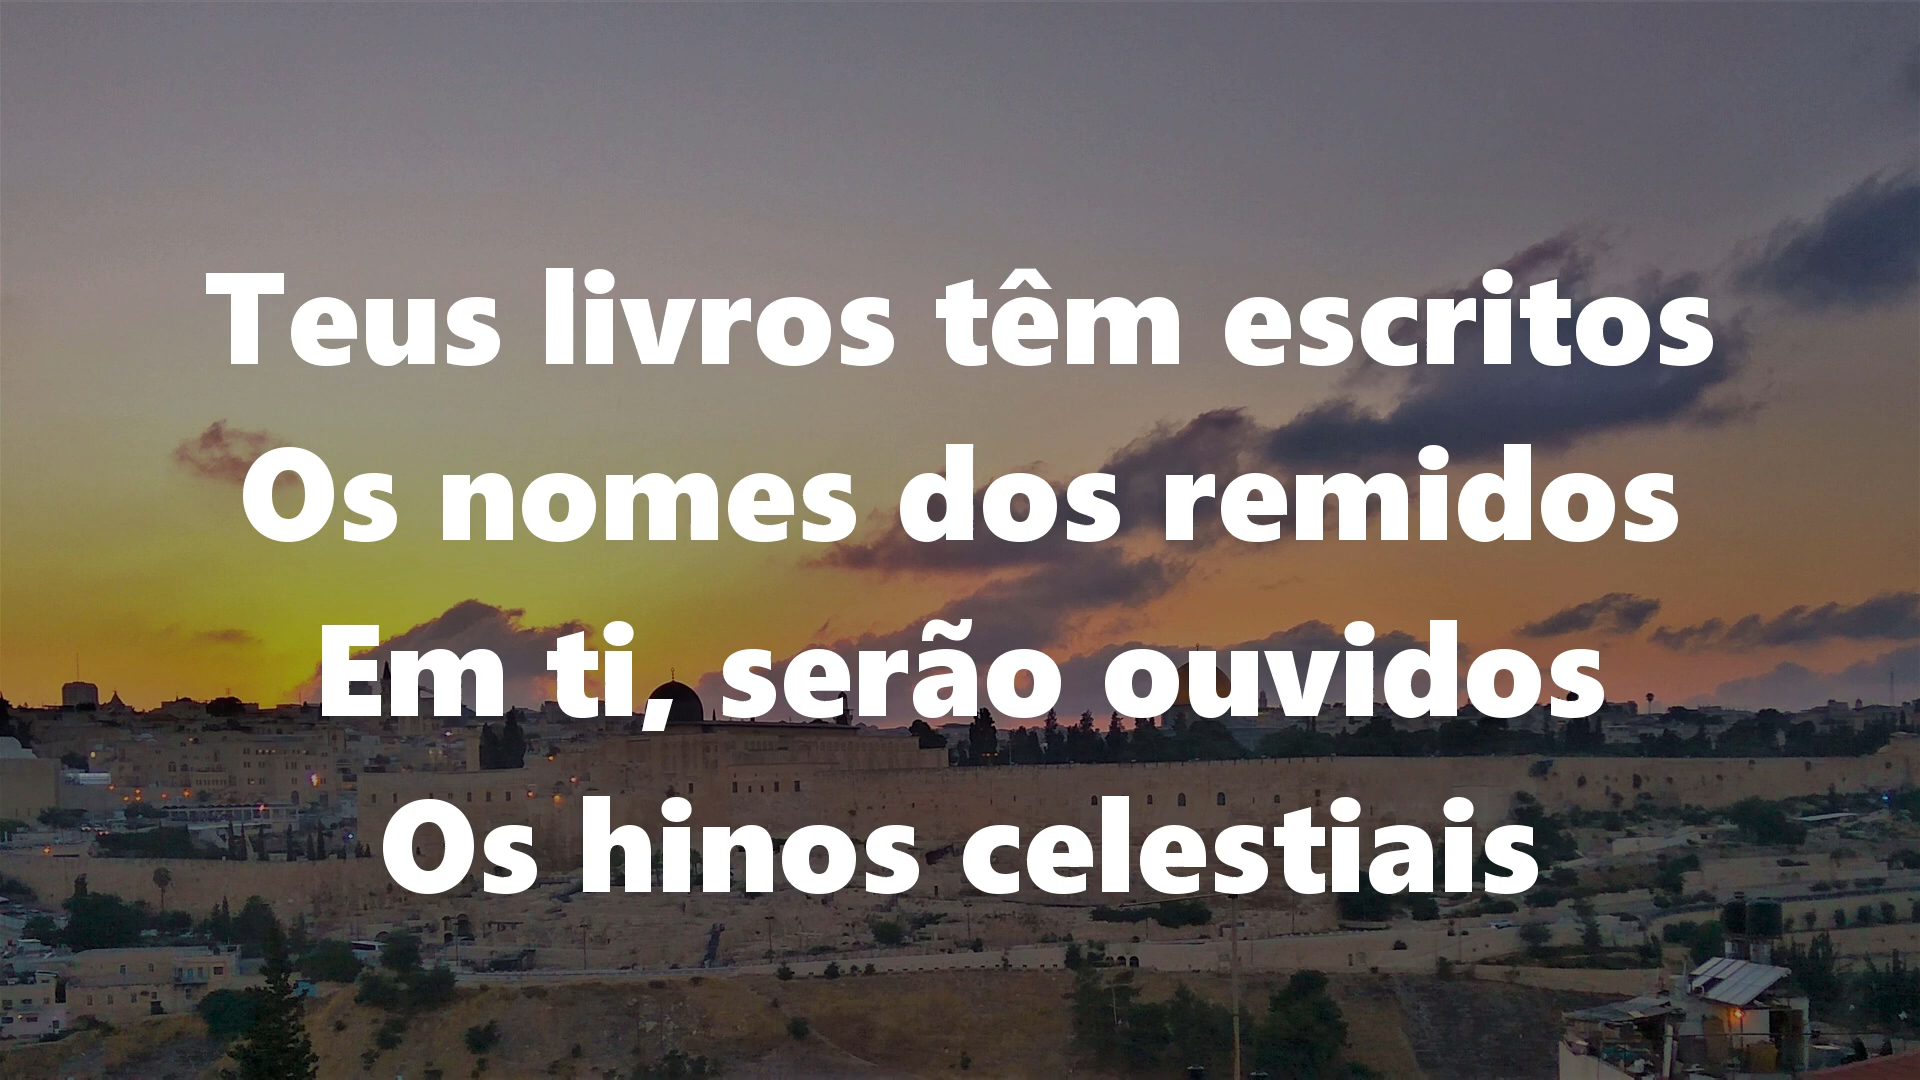 Teus livros têm escritos
Os nomes dos remidos
Em ti, serão ouvidos
Os hinos celestiais